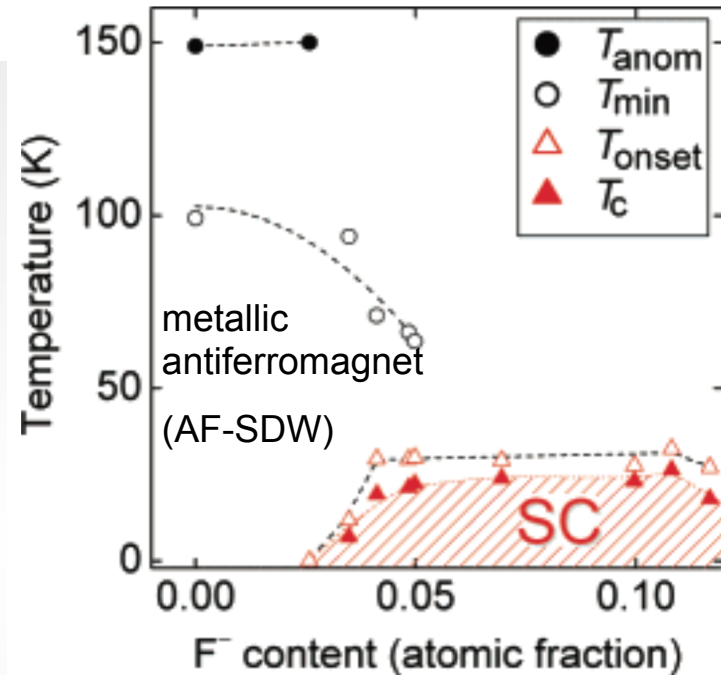 150
100
50
0
Temperature (K)
T_anom
T_min
T_onset
T_c
metallic
antiferromagnet
(AF-SDW)
SC
0.00 0.05 0.10
F⁻ content (atomic fraction)